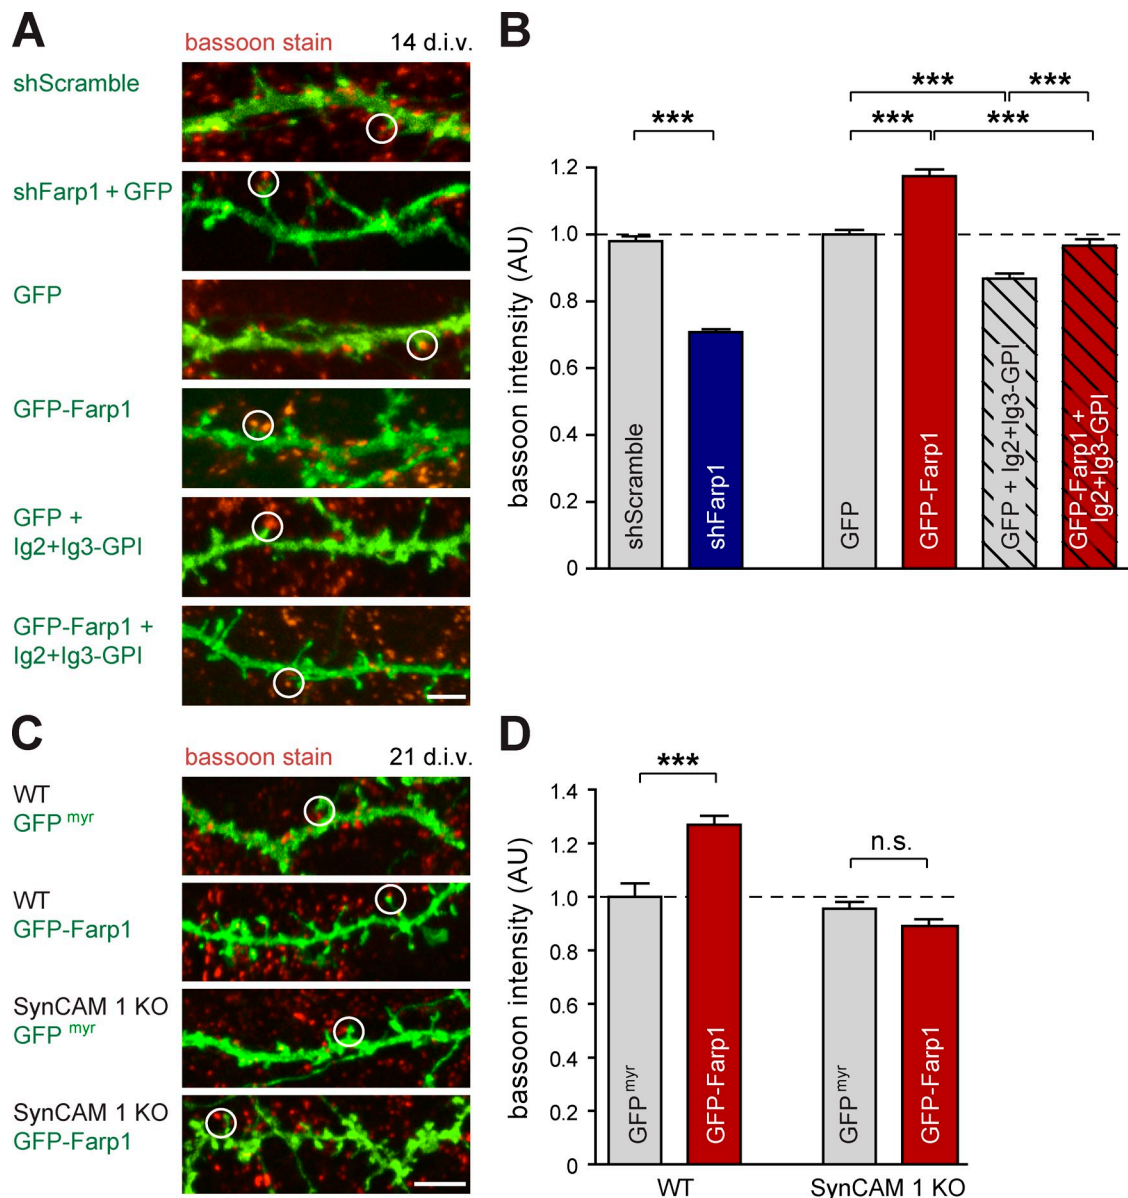 A
bassoon stain 14 d.i.v.
shScramble
shFarp1 + GFP
GFP
GFP-Farp1
GFP +
Ig2+Ig3-GPI
GFP-Farp1 +
Ig2+Ig3-GPI
B
*** ***
*** *** ***
bassoon intensity (AU)
1.2
1.0
0.8
0.6
0.4
0.2
0
shScramble
shFarp1
GFP
GFP-Farp1
GFP + Ig2+Ig3-GPI
GFP-Farp1 +
Ig2+Ig3-GPI
C
bassoon stain 21 d.i.v.
WT
GFP myr
WT
GFP-Farp1
SynCAM 1 KO
GFP myr
SynCAM 1 KO
GFP-Farp1
D
***
n.s.
bassoon intensity (AU)
1.4
1.2
1.0
0.8
0.6
0.4
0.2
0
GFPmyr
GFP-Farp1
GFPmyr
GFP-Farp1
WT SynCAM 1 KO